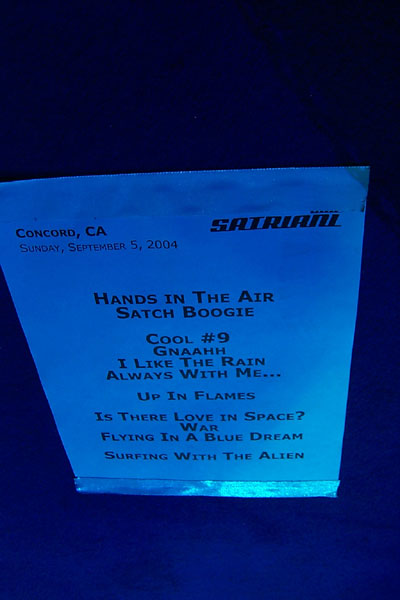 CONCORD, CA
SATRIANI
SUNDAY, SEPTEMBER 5, 2004
HANDS IN THE AIR
SATCH BOOGIE
COOL #9
GNAAHH
I LIKE THE RAIN
ALWAYS WITH ME...
UP IN FLAMES
IS THERE LOVE IN SPACE?
WAR
FLYING IN A BLUE DREAM
SURFING WITH THE ALIEN